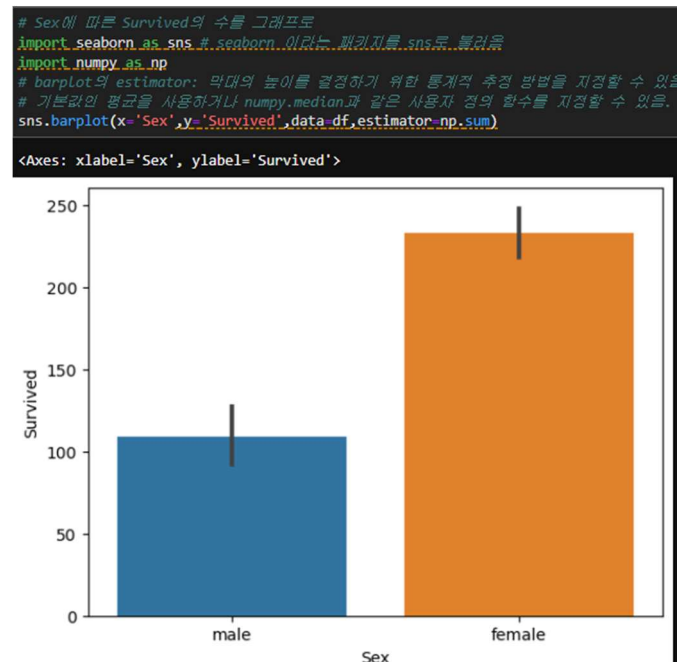 # Sex에 따른 Survived의 수를 그래프로
import seaborn as sns # seaborn 이라는 패키지를 sns로 불러옴
import numpy as np
# barplot의 estimator: 막대의 높이를 결정하기 위한 통계적 추정 방법을 지정할 수 있음
# 기본값인 평균을 사용하거나 numpy.median과 같은 사용자 정의 함수를 지정할 수 있음.
sns.barplot(x='Sex',y='Survived',data=df,estimator=np.sum)
<Axes: xlabel='Sex', ylabel='Survived'>
250
200
150
100
50
0
Survived
male female
Sex